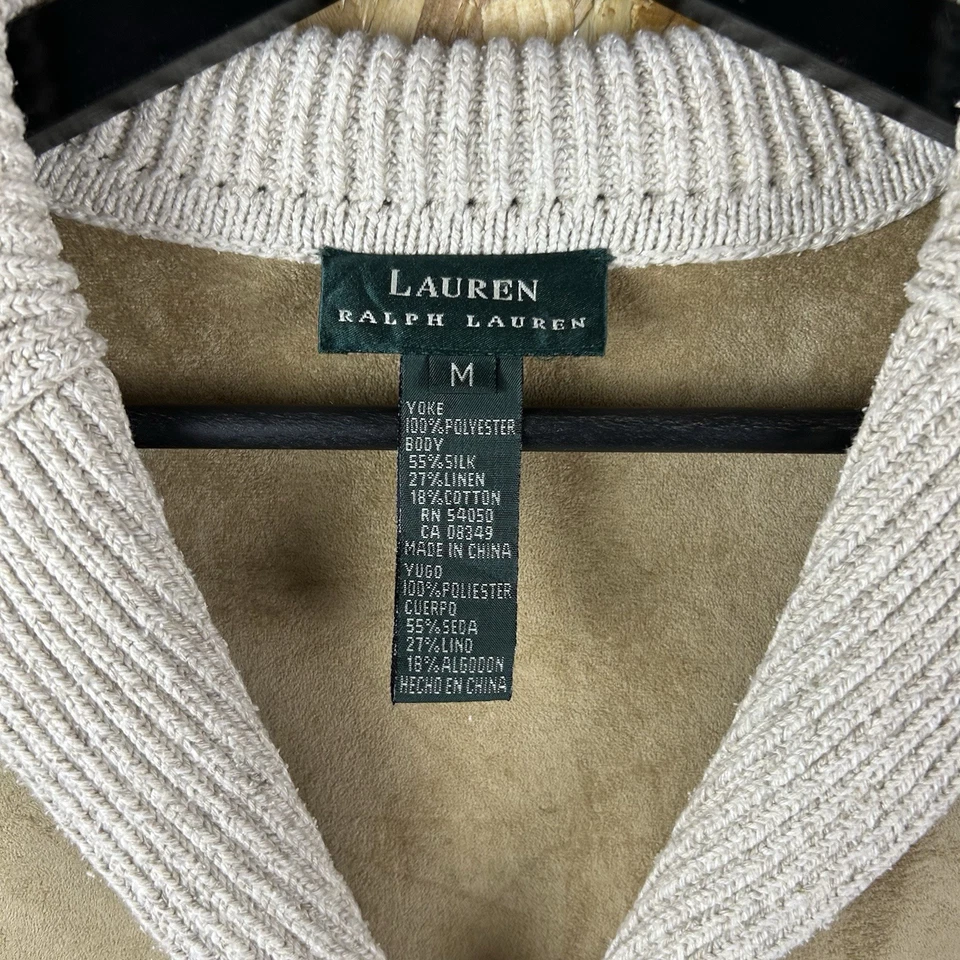 LAUREN
RALPH LAUREN
M
YOKE
100%POLYESTER
BODY
55%SILK
27%LINEN
18%COTTON
RN 54050
CA 08349
MADE IN CHINA
YUGO
100%POLIESTER
CUERPO
55%SEDA
27%LINO
18%ALGODON
HECHO EN CHINA